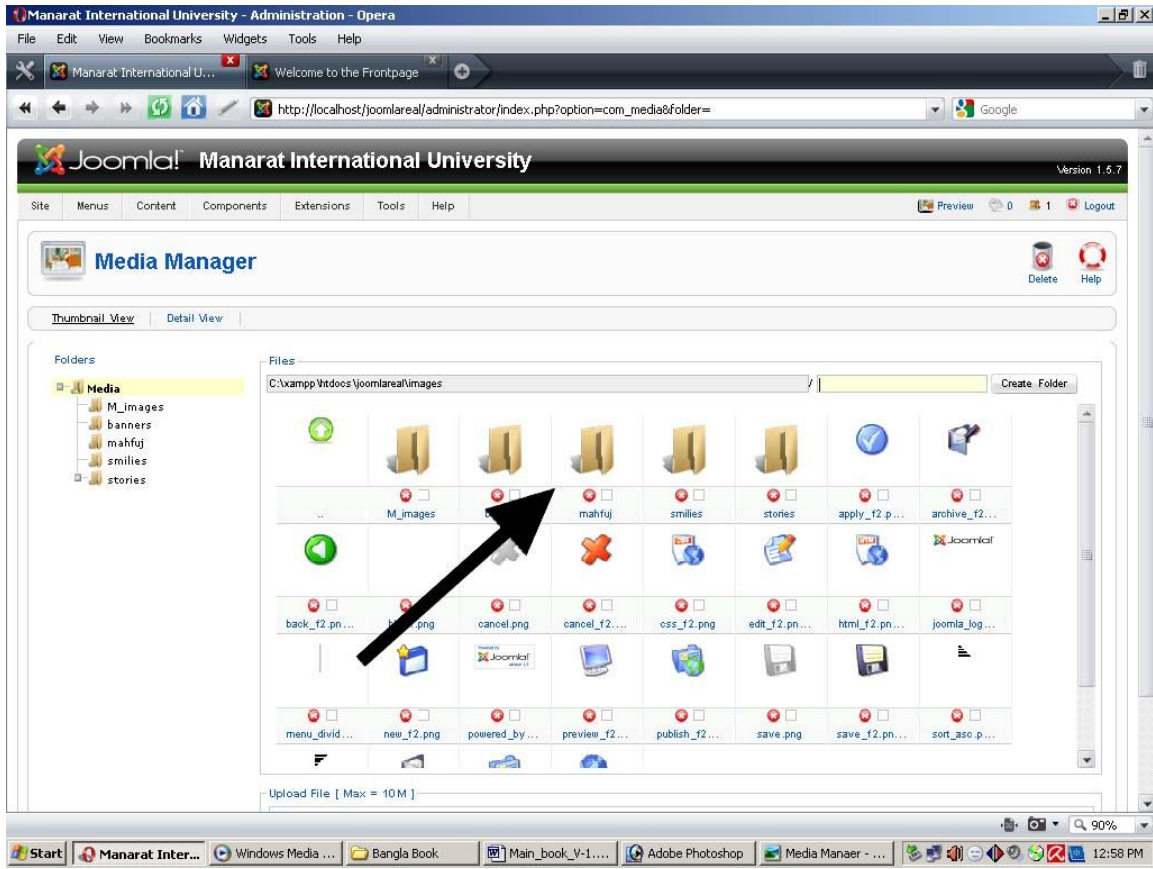 Manarat International University - Administration - Opera
File Edit View Bookmarks Widgets Tools Help
Manarat International U... Welcome to the Frontpage
http://localhost/joomlareal/administrator/index.php?option=com_media&folder= Google
Joomla! Manarat International University
Version 1.5.7
Site Menus Content Components Extensions Tools Help Preview 0 1 Logout
Media Manager
Delete Help
Thumbnail View Detail View
Folders
Media
M_images
banners
mahfuj
smilies
stories
Files
C:\xampp\htdocs\joomlareal\images / Create Folder
.. M_images mahfuj smilies stories apply_f2.p... archive_f2...
Joomla!
back_f2.pn... cancel.png cancel_f2.... css_f2.png edit_f2.pn... html_f2.pn... joomla_log...
Joomla!
menu_divid... new_f2.png powered_by... preview_f2... publish_f2... save.png save_f2.pn... sort_asc.p...
Upload File [ Max = 10M ]
90%
Start Manarat Inter... Windows Media ... Bangla Book Main_book_V-1.... Adobe Photoshop Media Manaer - ... 12:58 PM